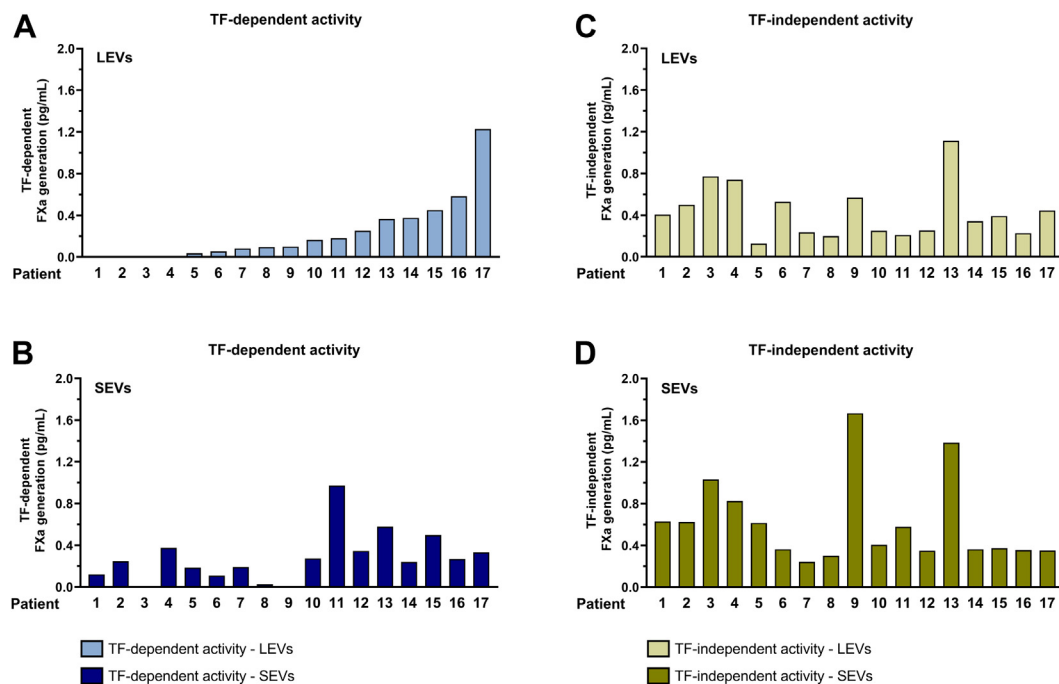 A
TF-dependent activity
LEVs
TF-dependent
FXa generation (pg/mL)
2.0
1.6
1.2
0.8
0.4
0.0
Patient 1 2 3 4 5 6 7 8 9 10 11 12 13 14 15 16 17
C
TF-independent activity
LEVs
TF-independent
FXa generation (pg/mL)
2.0
1.6
1.2
0.8
0.4
0.0
Patient 1 2 3 4 5 6 7 8 9 10 11 12 13 14 15 16 17
B
TF-dependent activity
SEVs
TF-dependent
FXa generation (pg/mL)
2.0
1.6
1.2
0.8
0.4
0.0
Patient 1 2 3 4 5 6 7 8 9 10 11 12 13 14 15 16 17
TF-dependent activity - LEVs
TF-dependent activity - SEVs
D
TF-independent activity
SEVs
TF-independent
FXa generation (pg/mL)
2.0
1.6
1.2
0.8
0.4
0.0
Patient 1 2 3 4 5 6 7 8 9 10 11 12 13 14 15 16 17
TF-independent activity - LEVs
TF-independent activity - SEVs